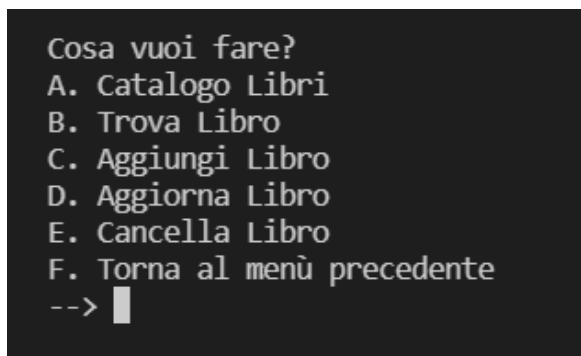 Cosa vuoi fare?
A. Catalogo Libri
B. Trova Libro
C. Aggiungi Libro
D. Aggiorna Libro
E. Cancella Libro
F. Torna al menù precedente
-->